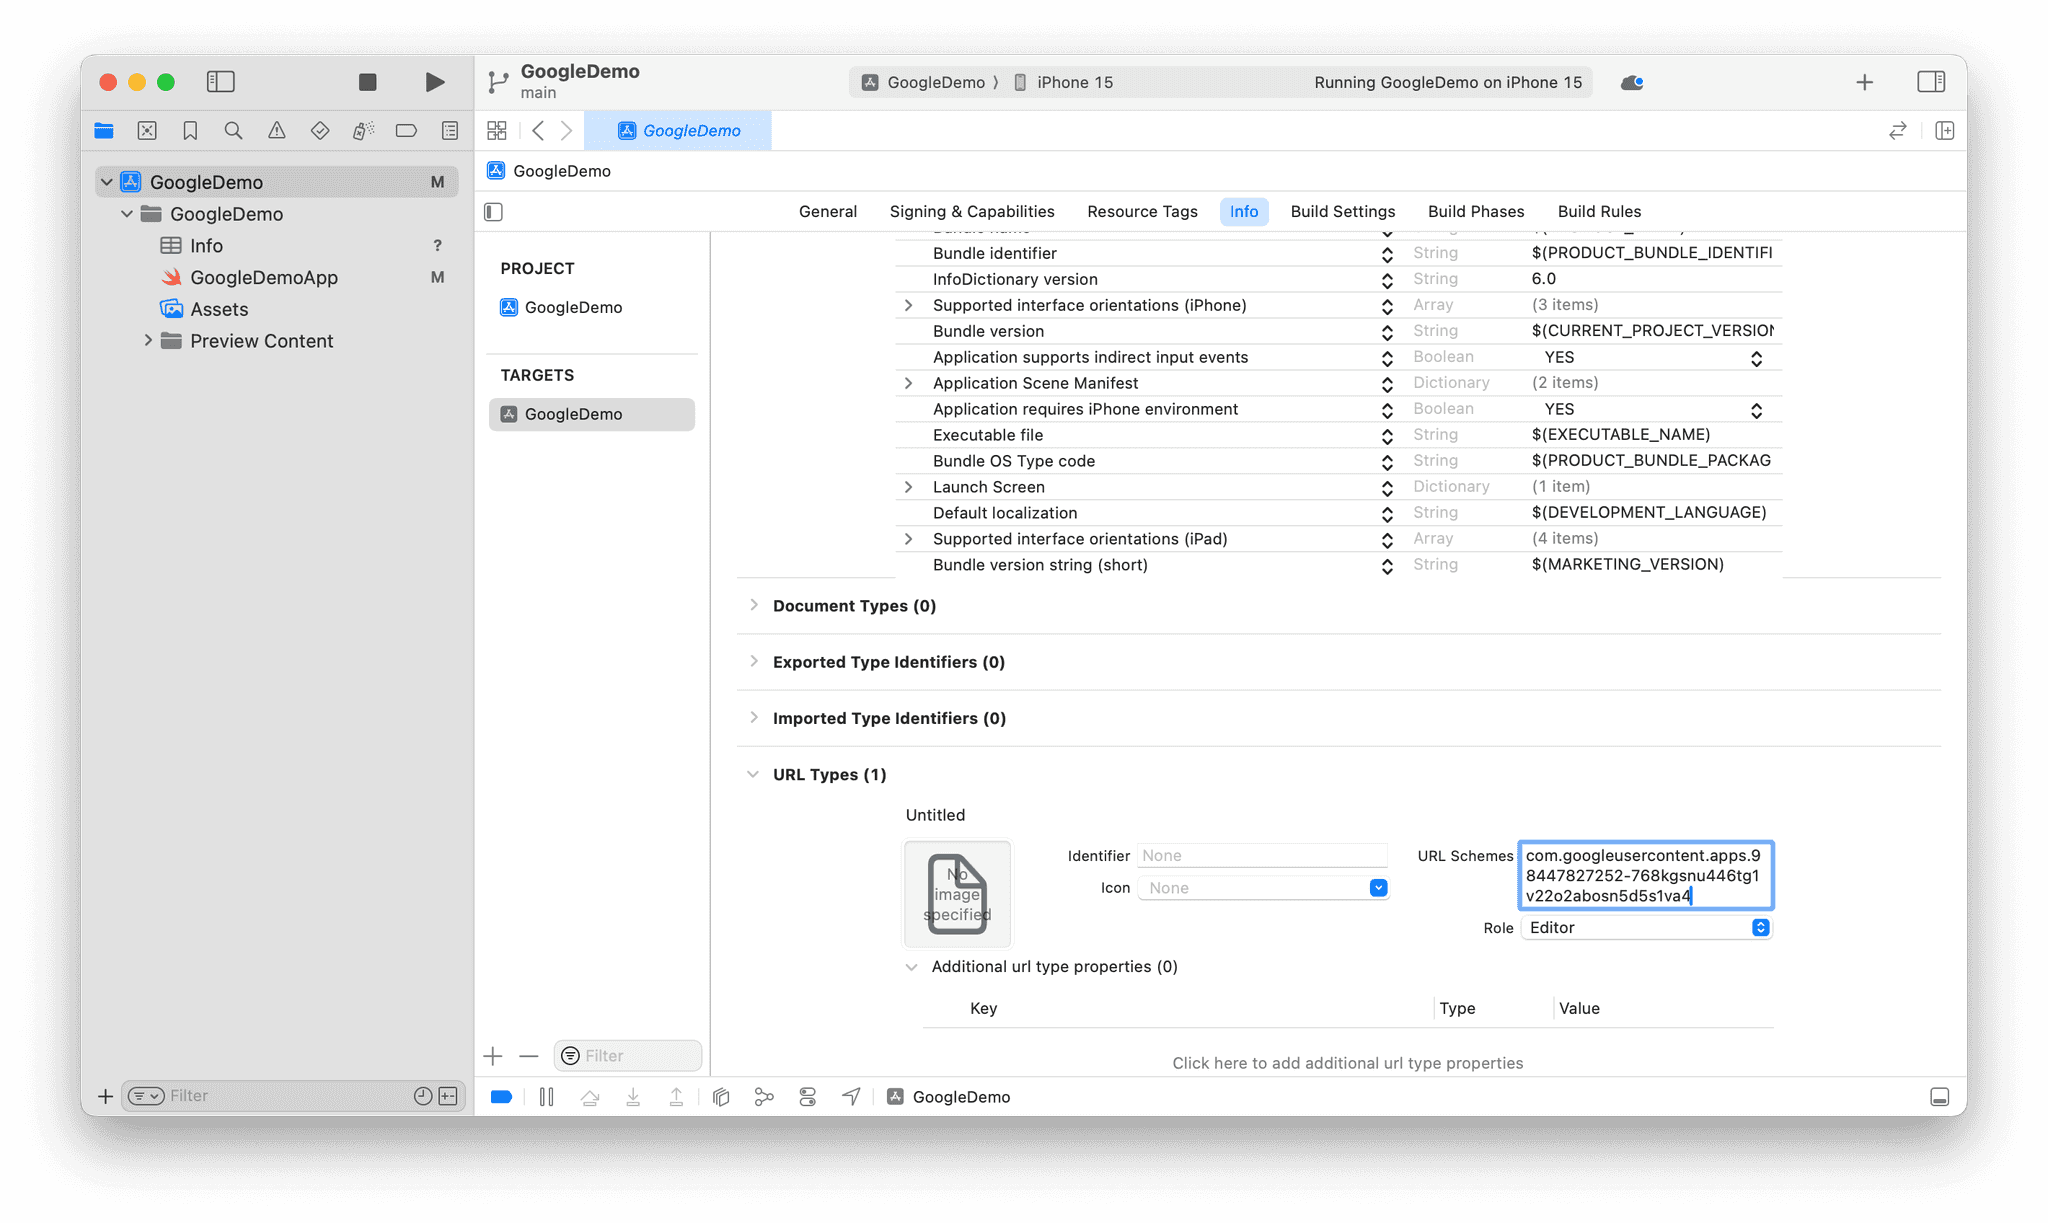 GoogleDemo
main
GoogleDemo 〉 iPhone 15
Running GoogleDemo on iPhone 15
GoogleDemo
GoogleDemo
GoogleDemo M
GoogleDemo
Info ?
GoogleDemoApp M
Assets
Preview Content
General Signing & Capabilities Resource Tags Info Build Settings Build Phases Build Rules
PROJECT
GoogleDemo
TARGETS
GoogleDemo
Bundle name
Bundle identifier String $(PRODUCT_BUNDLE_IDENTIFI
InfoDictionary version String 6.0
Supported interface orientations (iPhone) Array (3 items)
Bundle version String $(CURRENT_PROJECT_VERSION
Application supports indirect input events Boolean YES
Application Scene Manifest Dictionary (2 items)
Application requires iPhone environment Boolean YES
Executable file String $(EXECUTABLE_NAME)
Bundle OS Type code String $(PRODUCT_BUNDLE_PACKAG
Launch Screen Dictionary (1 item)
Default localization String $(DEVELOPMENT_LANGUAGE)
Supported interface orientations (iPad) Array (4 items)
Bundle version string (short) String $(MARKETING_VERSION)
Document Types (0)
Exported Type Identifiers (0)
Imported Type Identifiers (0)
URL Types (1)
Untitled
No
image
specified
Identifier None
Icon None
URL Schemes
com.googleusercontent.apps.9
8447827252-768kgsnu446tg1
v22o2abosn5d5s1va4
Role Editor
Additional url type properties (0)
Key Type Value
Click here to add additional url type properties
Filter
Filter
GoogleDemo